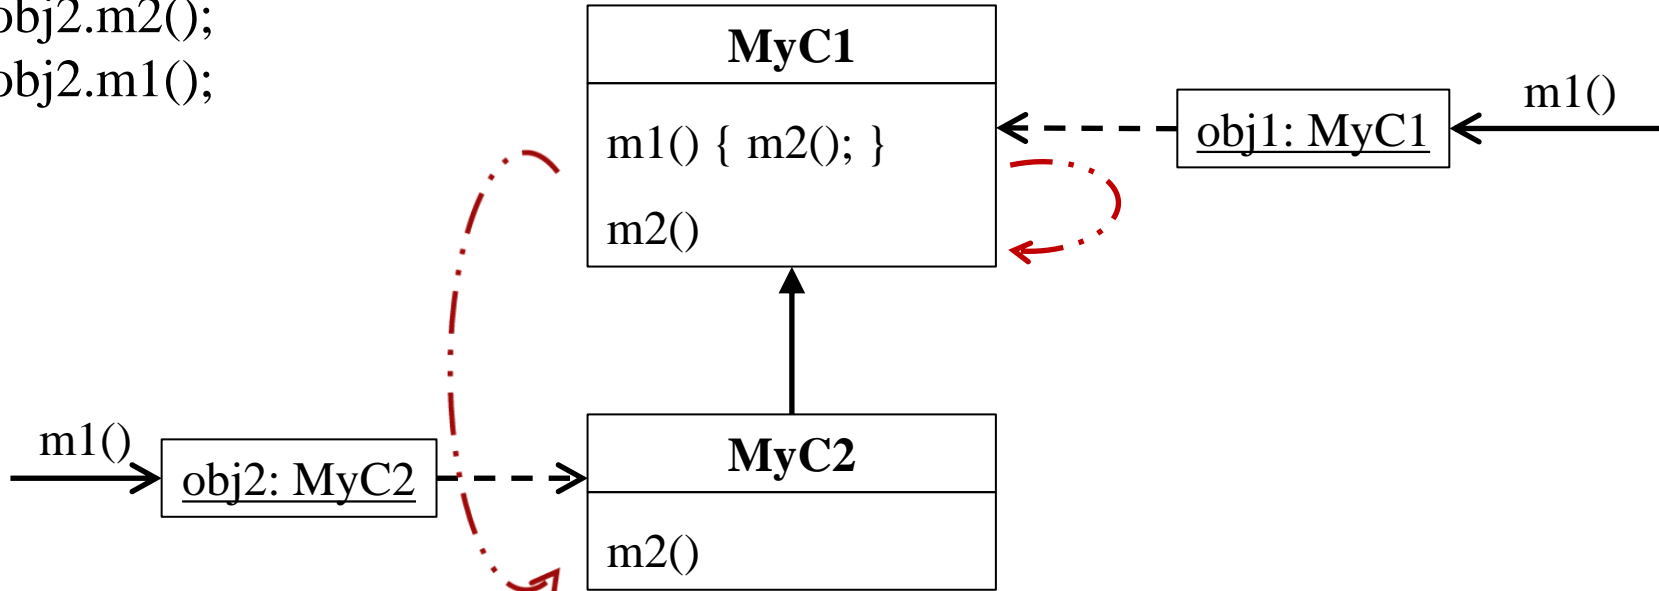 obj2.m2();
obj2.m1();
MyC1
m1() { m2(); }
m2()
obj1: MyC1
m1()
m1()
obj2: MyC2
MyC2
m2()